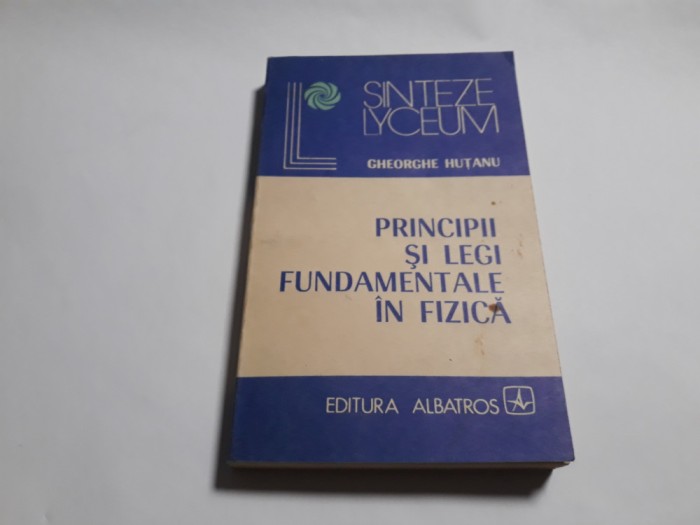 SINTEZE
LYCEUM
GHEORGHE HUȚANU
PRINCIPII
ȘI LEGI
FUNDAMENTALE
ÎN FIZICĂ
EDITURA ALBATROS